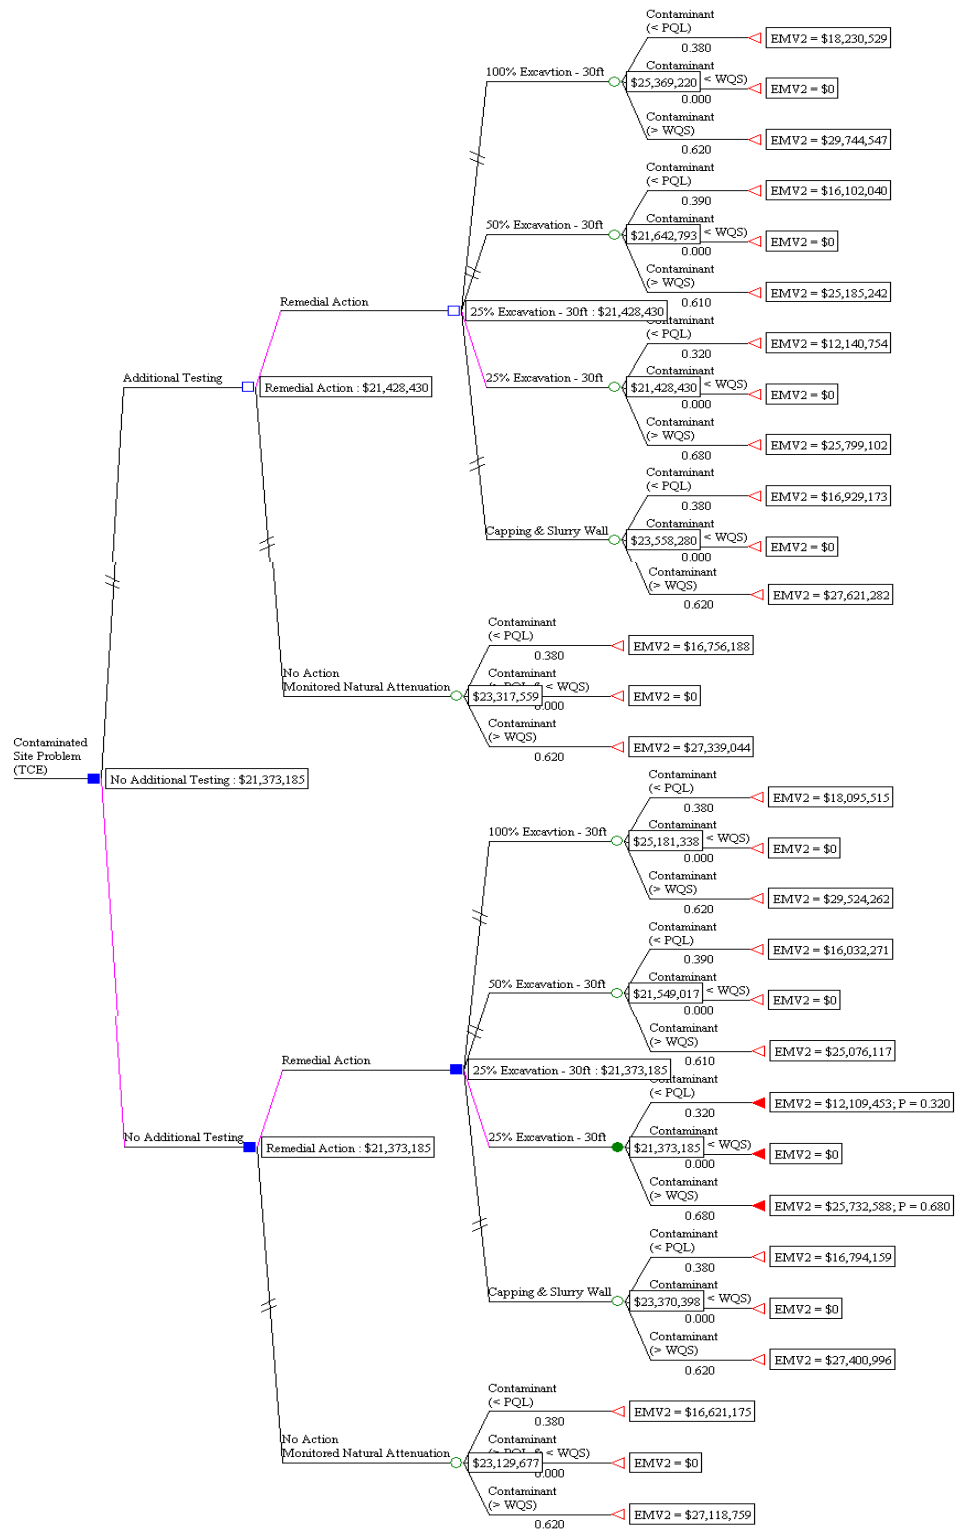 Contaminant
(< PQL)
0.380
EMV2 = $18,230,529
100% Excavtion - 30ft
$25,369,220
Contaminant
< WQS)
0.000
EMV2 = $0
Contaminant
(> WQS)
0.620
EMV2 = $29,744,547
Contaminant
(< PQL)
0.390
EMV2 = $16,102,040
50% Excavation - 30ft
$21,642,793
Contaminant
< WQS)
0.000
EMV2 = $0
Contaminant
(> WQS)
0.610
EMV2 = $25,185,242
Remedial Action
25% Excavation - 30ft : $21,428,430
Contaminant
(< PQL)
0.320
EMV2 = $12,140,754
Additional Testing
Remedial Action : $21,428,430
25% Excavation - 30ft
$21,428,430
Contaminant
< WQS)
0.000
EMV2 = $0
Contaminant
(> WQS)
0.680
EMV2 = $25,799,102
Contaminant
(< PQL)
0.380
EMV2 = $16,929,173
Capping & Slurry Wall
$23,558,280
Contaminant
< WQS)
0.000
EMV2 = $0
Contaminant
(> WQS)
0.620
EMV2 = $27,621,282
Contaminant
(< PQL)
0.380
EMV2 = $16,756,188
No Action
Monitored Natural Attenuation
$23,317,559
Contaminant
< WQS)
0.000
EMV2 = $0
Contaminant
(> WQS)
0.620
EMV2 = $27,339,044
Contaminated
Site Problem
(TCE)
No Additional Testing : $21,373,185
Contaminant
(< PQL)
0.380
EMV2 = $18,095,515
100% Excavtion - 30ft
$25,181,338
Contaminant
< WQS)
0.000
EMV2 = $0
Contaminant
(> WQS)
0.620
EMV2 = $29,524,262
Contaminant
(< PQL)
0.390
EMV2 = $16,032,271
50% Excavation - 30ft
$21,549,017
Contaminant
< WQS)
0.000
EMV2 = $0
Contaminant
(> WQS)
0.610
EMV2 = $25,076,117
Remedial Action
25% Excavation - 30ft : $21,373,185
Contaminant
(< PQL)
0.320
EMV2 = $12,109,453; P = 0.320
No Additional Testing
Remedial Action : $21,373,185
25% Excavation - 30ft
$21,373,185
Contaminant
< WQS)
0.000
EMV2 = $0
Contaminant
(> WQS)
0.680
EMV2 = $25,732,588; P = 0.680
Contaminant
(< PQL)
0.380
EMV2 = $16,794,159
Capping & Slurry Wall
$23,370,398
Contaminant
< WQS)
0.000
EMV2 = $0
Contaminant
(> WQS)
0.620
EMV2 = $27,400,996
Contaminant
(< PQL)
0.380
EMV2 = $16,621,175
No Action
Monitored Natural Attenuation
$23,129,677
Contaminant
< WQS)
0.000
EMV2 = $0
Contaminant
(> WQS)
0.620
EMV2 = $27,118,759